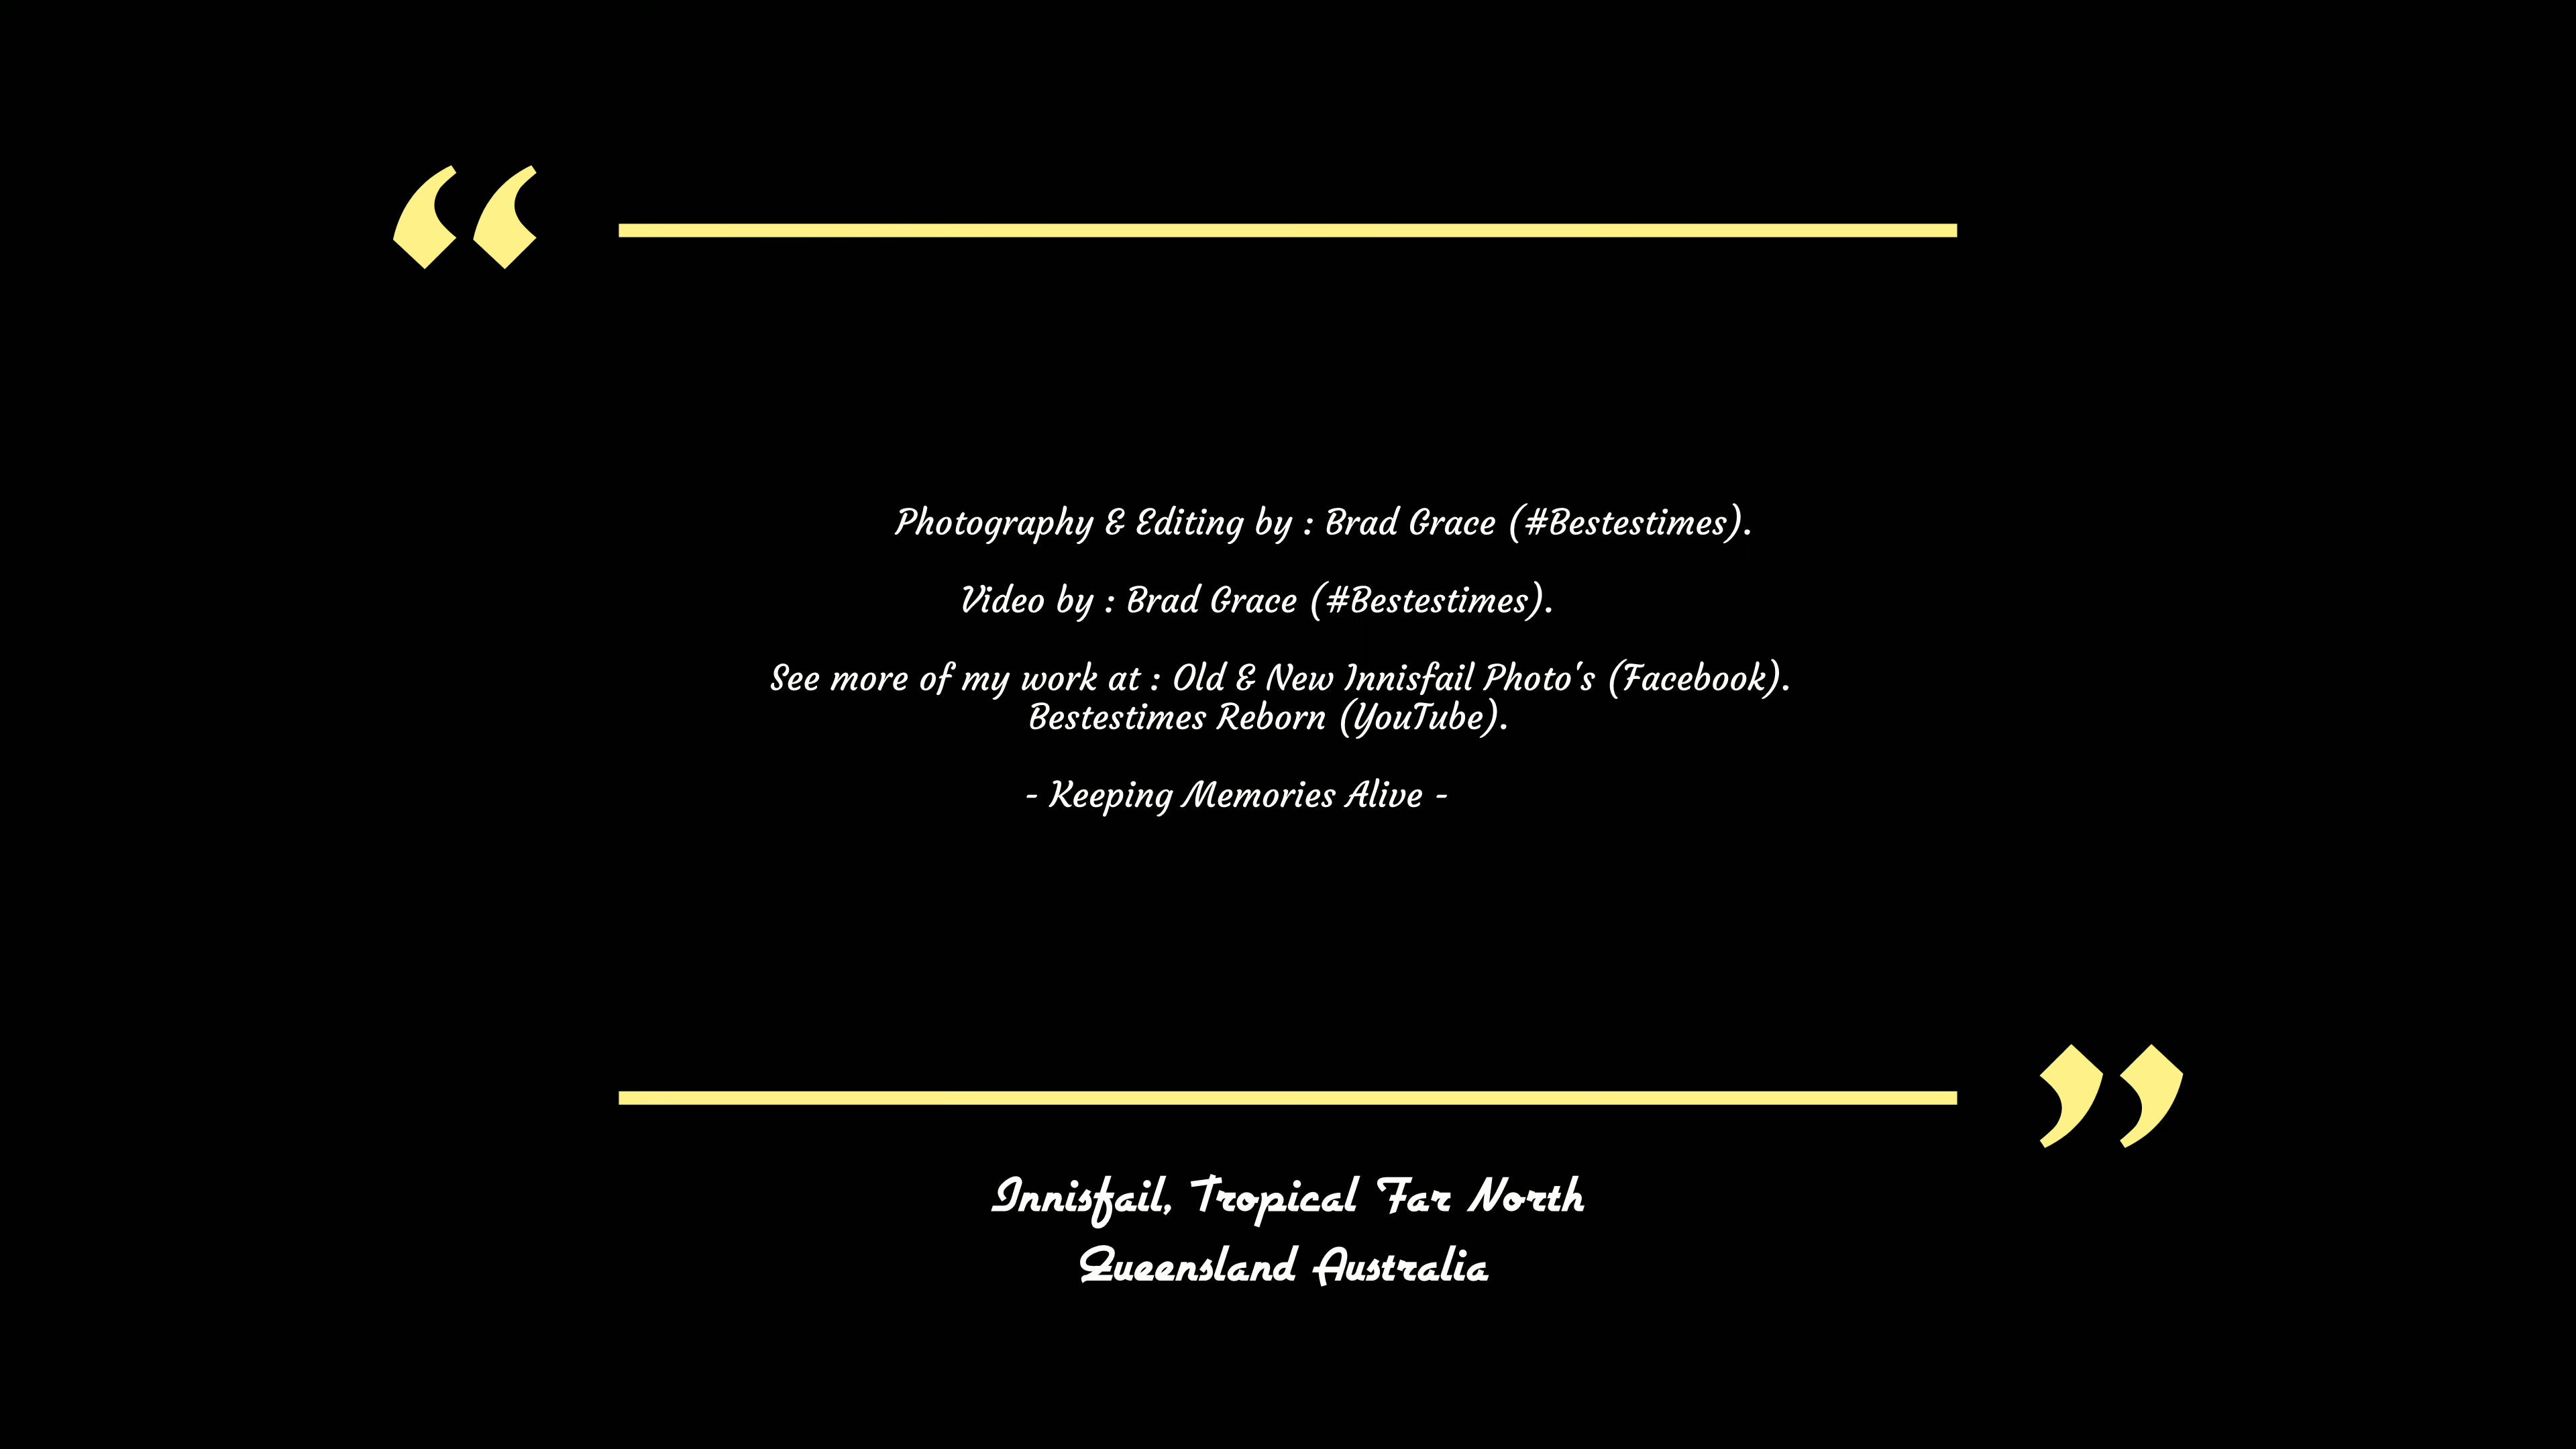 “
Photography & Editing by : Brad Grace (#Bestestimes).
Video by : Brad Grace (#Bestestimes).
See more of my work at : Old & New Innisfail Photo's (Facebook).
Bestestimes Reborn (YouTube).
- Keeping Memories Alive -
”
Innisfail, Tropical Far North
Queensland Australia